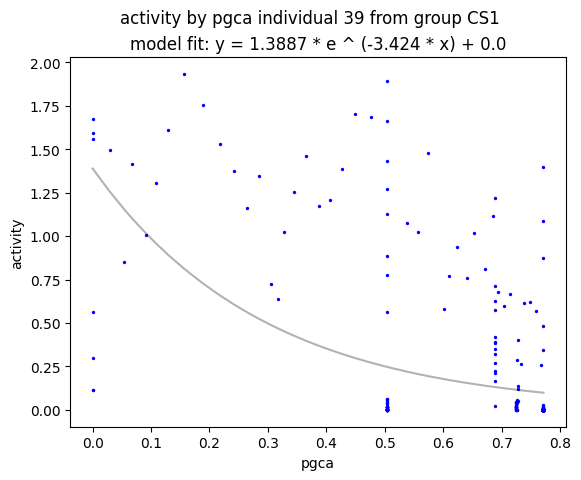 activity by pgca individual 39 from group CS1
model fit: y = 1.3887 * e ^ (-3.424 * x) + 0.0
2.00
1.75
1.50
1.25
1.00
0.75
0.50
0.25
0.00
activity
0.0 0.1 0.2 0.3 0.4 0.5 0.6 0.7 0.8
pgca